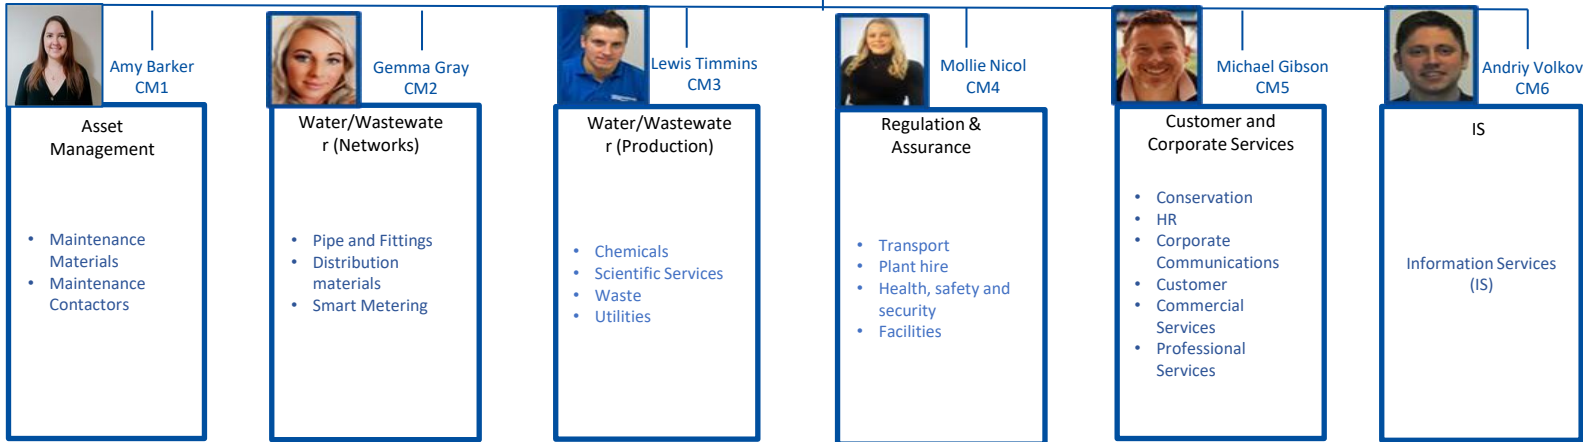 Amy Barker
CM1
Asset
Management
• Maintenance
Materials
• Maintenance
Contactors
Gemma Gray
CM2
Water/Wastewate
r (Networks)
• Pipe and Fittings
• Distribution
materials
• Smart Metering
Lewis Timmins
CM3
Water/Wastewate
r (Production)
• Chemicals
• Scientific Services
• Waste
• Utilities
Mollie Nicol
CM4
Regulation &
Assurance
• Transport
• Plant hire
• Health, safety and
security
• Facilities
Michael Gibson
CM5
Customer and
Corporate Services
• Conservation
• HR
• Corporate
Communications
• Customer
• Commercial
Services
• Professional
Services
Andriy Volkov
CM6
IS
Information Services
(IS)